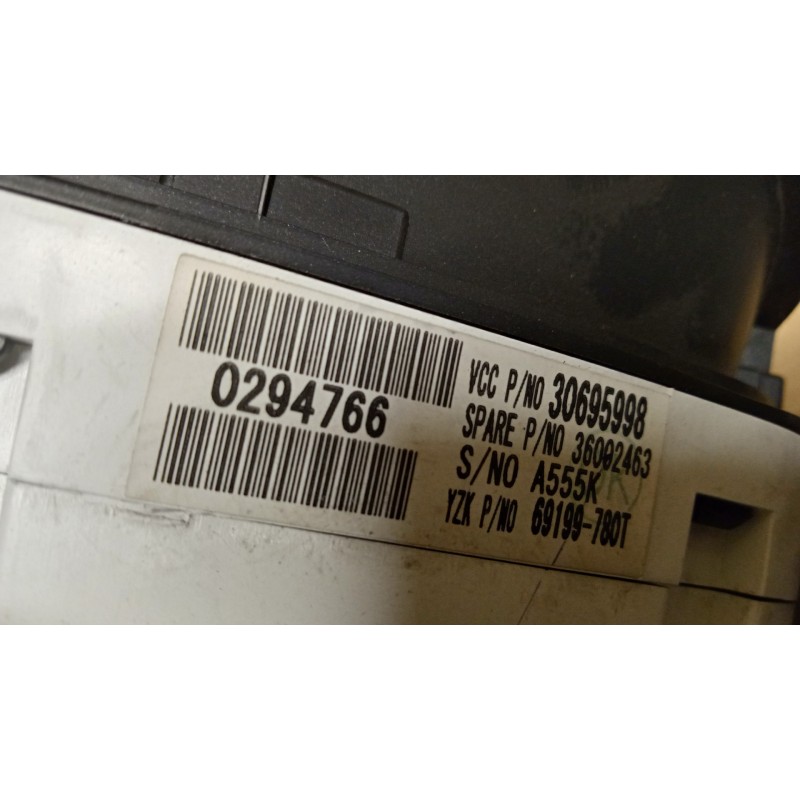 0294766
VCC P/NO 30695998
SPARE P/NO 36002463
S/NO A555K
YZK P/NO 69199-780T